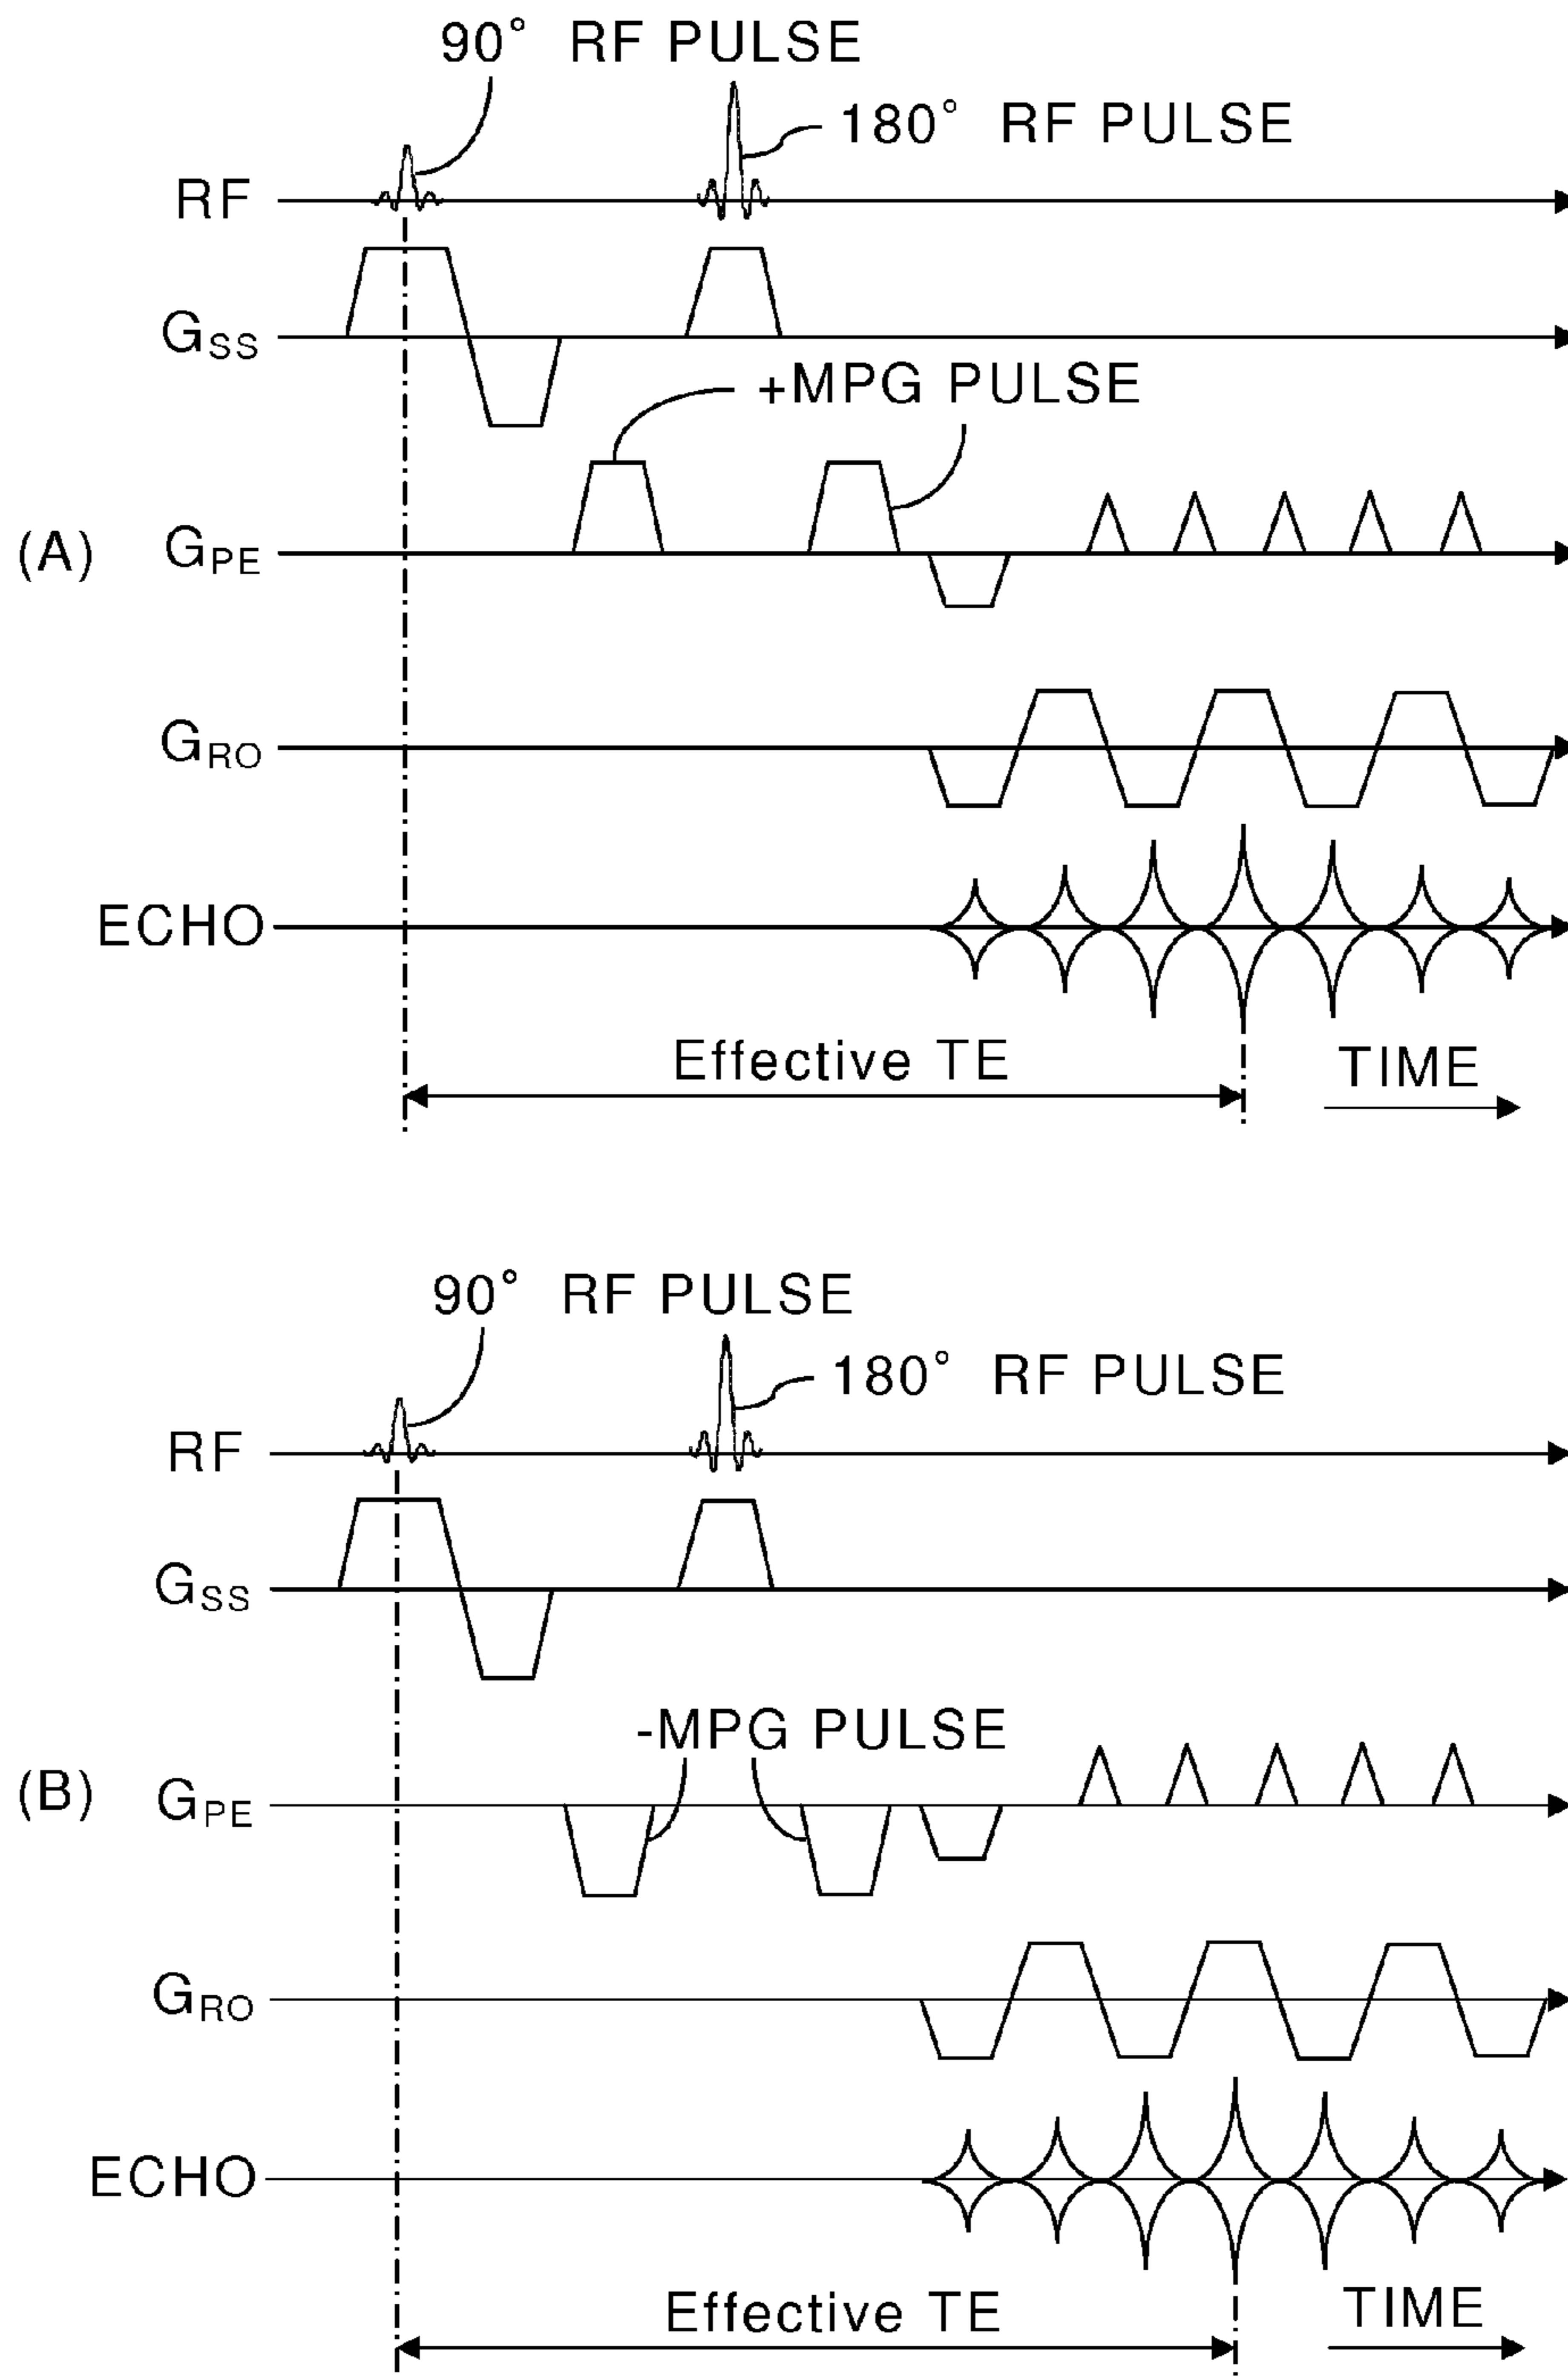 90° RF PULSE
180° RF PULSE
RF
GSS
+MPG PULSE
(A)
GPE
GRO
ECHO
Effective TE
TIME
90° RF PULSE
180° RF PULSE
RF
GSS
-MPG PULSE
(B)
GPE
GRO
ECHO
Effective TE
TIME